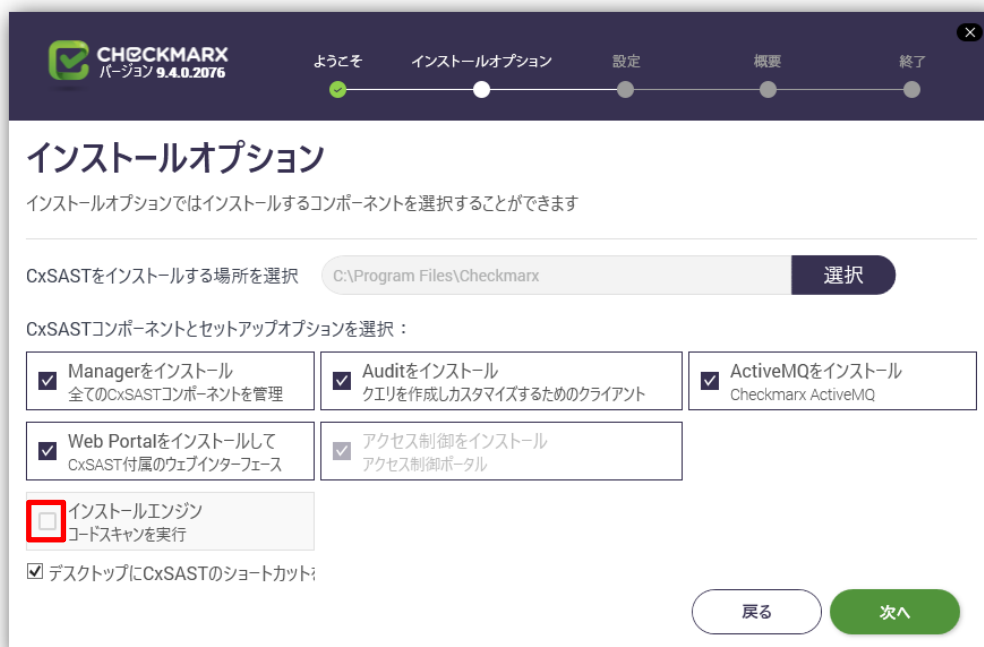 CHECKMARX
バージョン 9.4.0.2076
ようこそ インストールオプション 設定 概要 終了
インストールオプション
インストールオプションではインストールするコンポーネントを選択することができます
CxSASTをインストールする場所を選択 C:\Program Files\Checkmarx 選択
CxSASTコンポーネントとセットアップオプションを選択：
Managerをインストール
全てのCxSASTコンポーネントを管理
Auditをインストール
クエリを作成しカスタマイズするためのクライアント
ActiveMQをインストール
Checkmarx ActiveMQ
Web Portalをインストールして
CxSAST付属のウェブインターフェース
アクセス制御をインストール
アクセス制御ポータル
インストールエンジン
コードスキャンを実行
デスクトップにCxSASTのショートカット
戻る 次へ